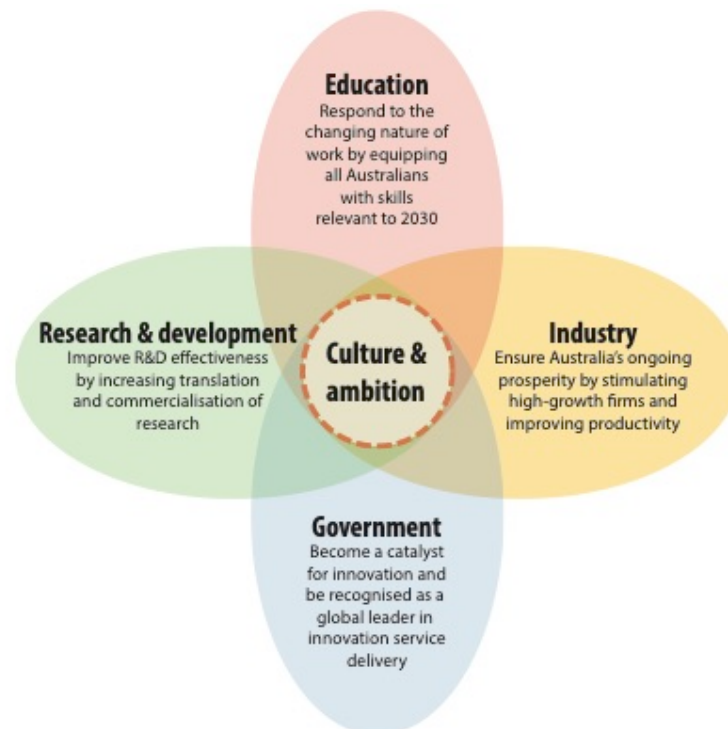 Education
Respond to the
changing nature of
work by equipping
all Australians
with skills
relevant to 2030
Research & development
Improve R&D effectiveness
by increasing translation
and commercialisation of
research
Culture &
ambition
Industry
Ensure Australia's ongoing
prosperity by stimulating
high-growth firms and
improving productivity
Government
Become a catalyst
for innovation and
be recognised as a
global leader in
innovation service
delivery